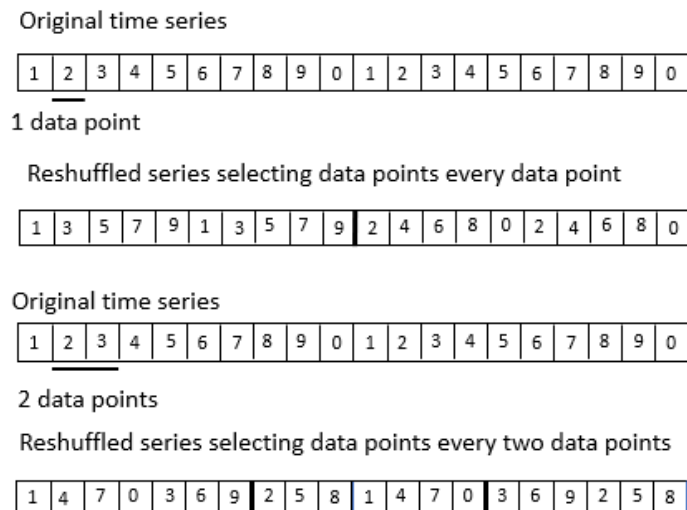 Original time series
1 2 3 4 5 6 7 8 9 0 1 2 3 4 5 6 7 8 9 0
1 data point
Reshuffled series selecting data points every data point
1 3 5 7 9 1 3 5 7 9 2 4 6 8 0 2 4 6 8 0
Original time series
1 2 3 4 5 6 7 8 9 0 1 2 3 4 5 6 7 8 9 0
2 data points
Reshuffled series selecting data points every two data points
1 4 7 0 3 6 9 2 5 8 1 4 7 0 3 6 9 2 5 8